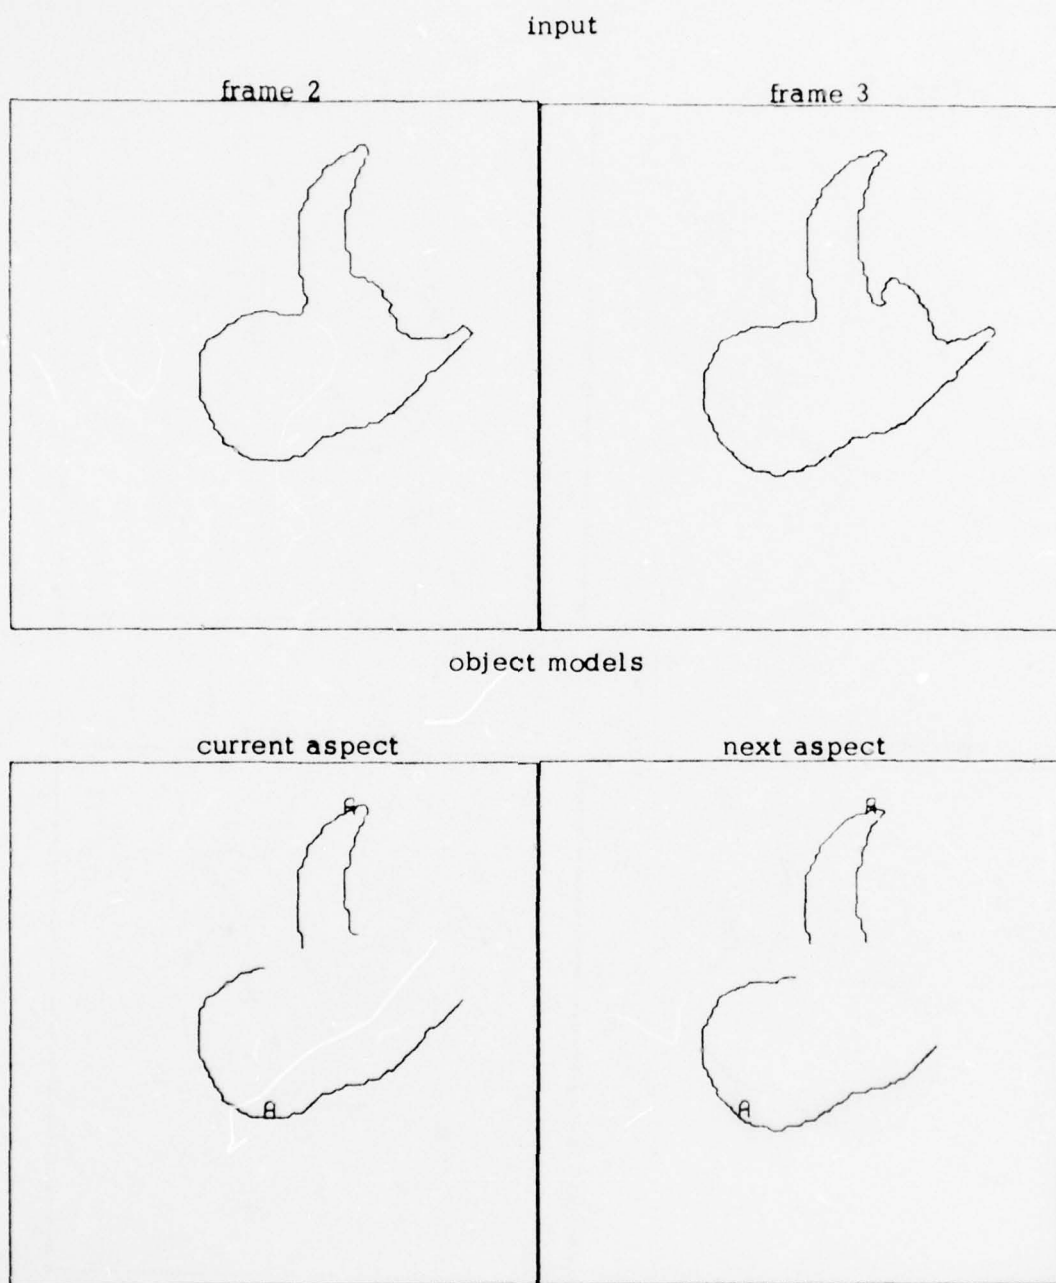 input
frame 2
frame 3
object models
current aspect
next aspect
A
A